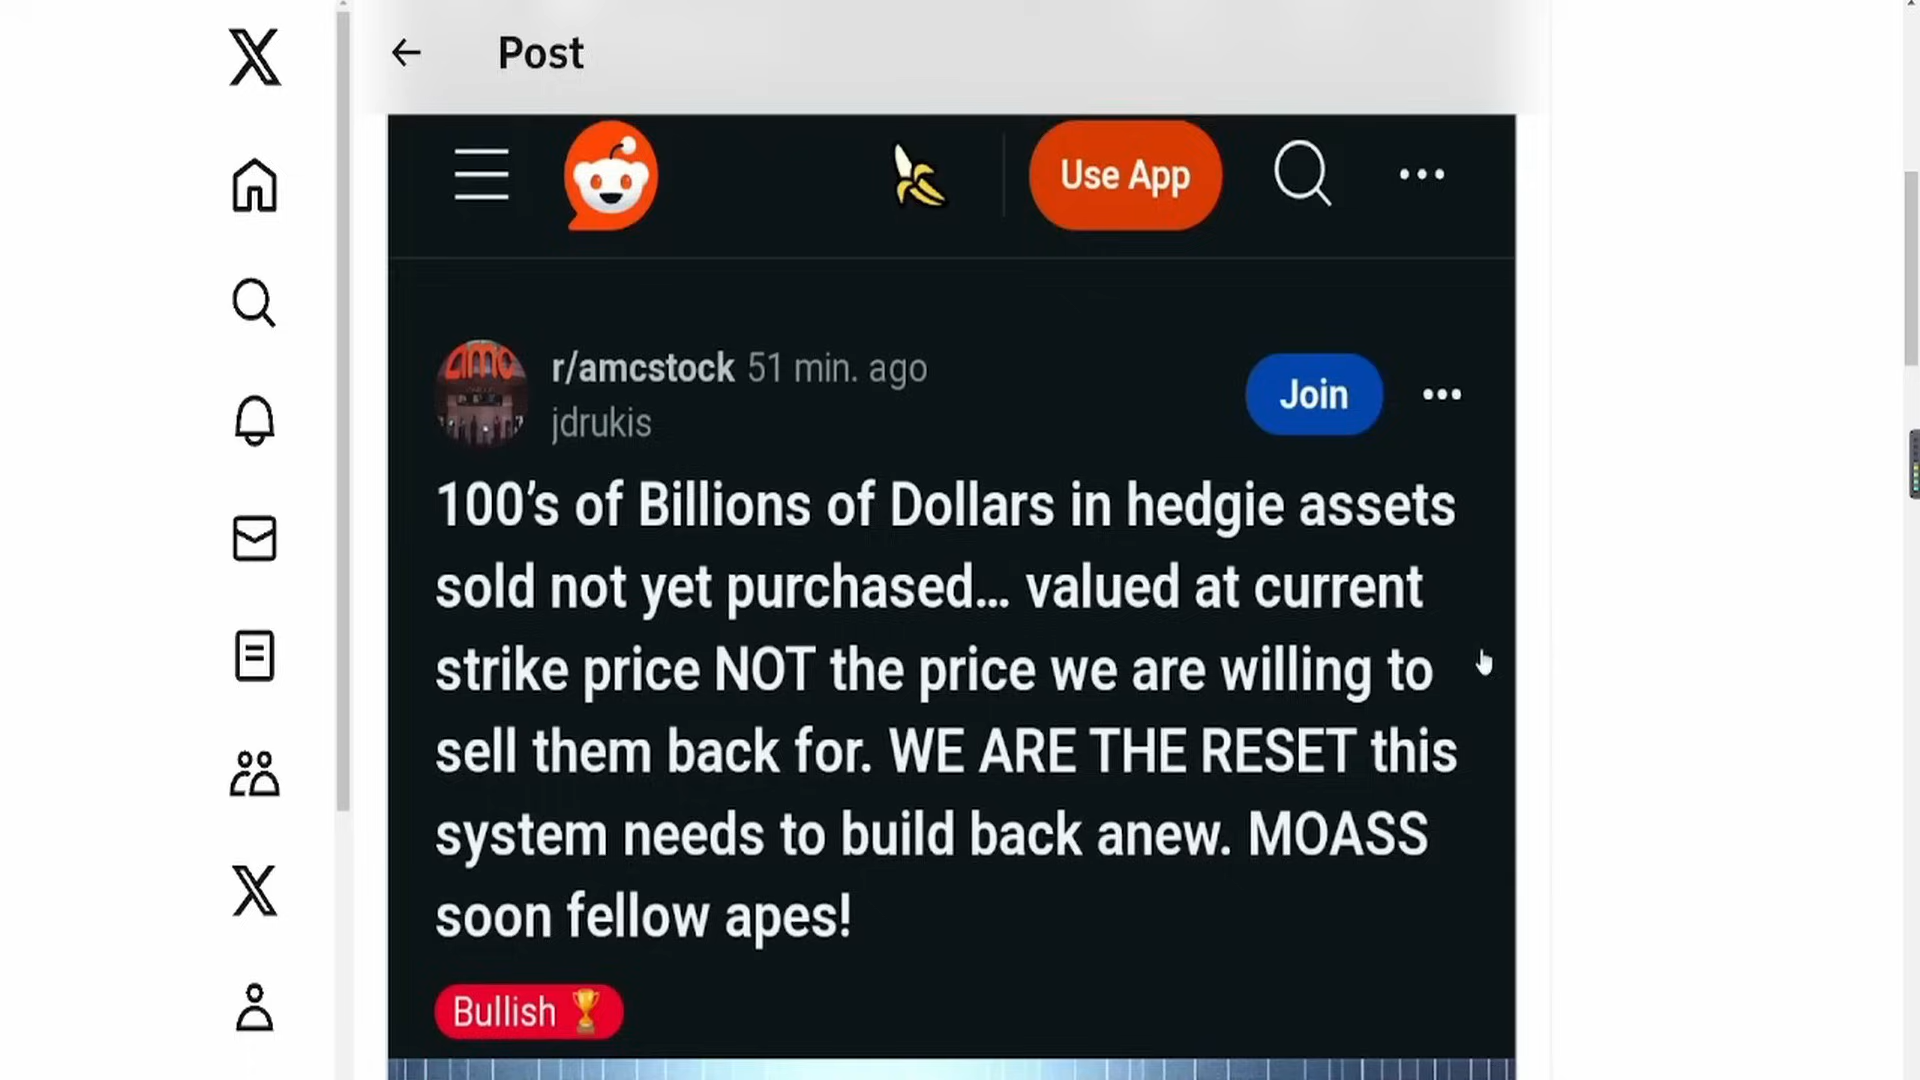 Post
Use App
r/amcstock 51 min. ago
jdrukis
Join
100’s of Billions of Dollars in hedgie assets
sold not yet purchased... valued at current
strike price NOT the price we are willing to
sell them back for. WE ARE THE RESET this
system needs to build back anew. MOASS
soon fellow apes!
Bullish 🏆